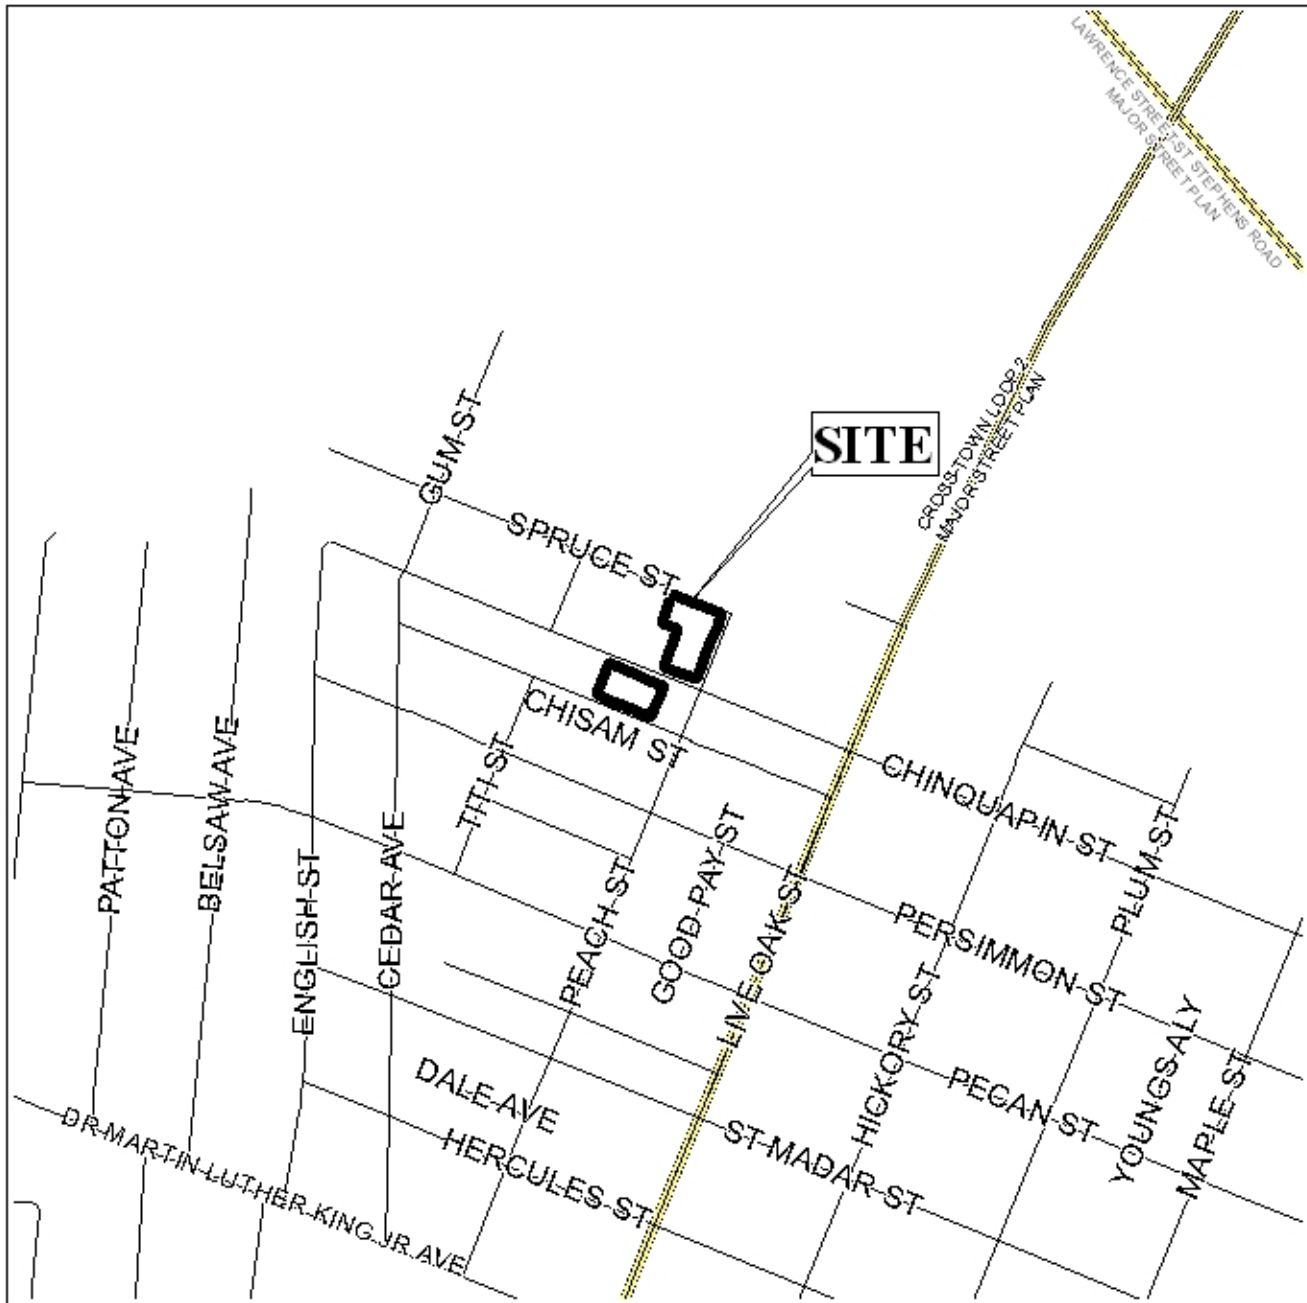 LAWRENCE STREET-ST STEPHENS ROAD
MAJOR STREET PLAN
CROSS-TOWN LOOP 2
MAJOR STREET PLAN
SITE
GUM ST
SPRUCE ST
CHISAM ST
TITI ST
CHINQUAPIN ST
PATTON AVE
BELSAW AVE
ENGLISH ST
CEDAR AVE
PEACH ST
GOOD PAY ST
LIVE OAK ST
PLUM ST
PERSIMMON ST
HICKORY ST
PECAN ST
YOUNGS ALY
MAPLE ST
DALE AVE
HERCULES ST
ST MADAR ST
DR MARTIN LUTHER KING JR AVE